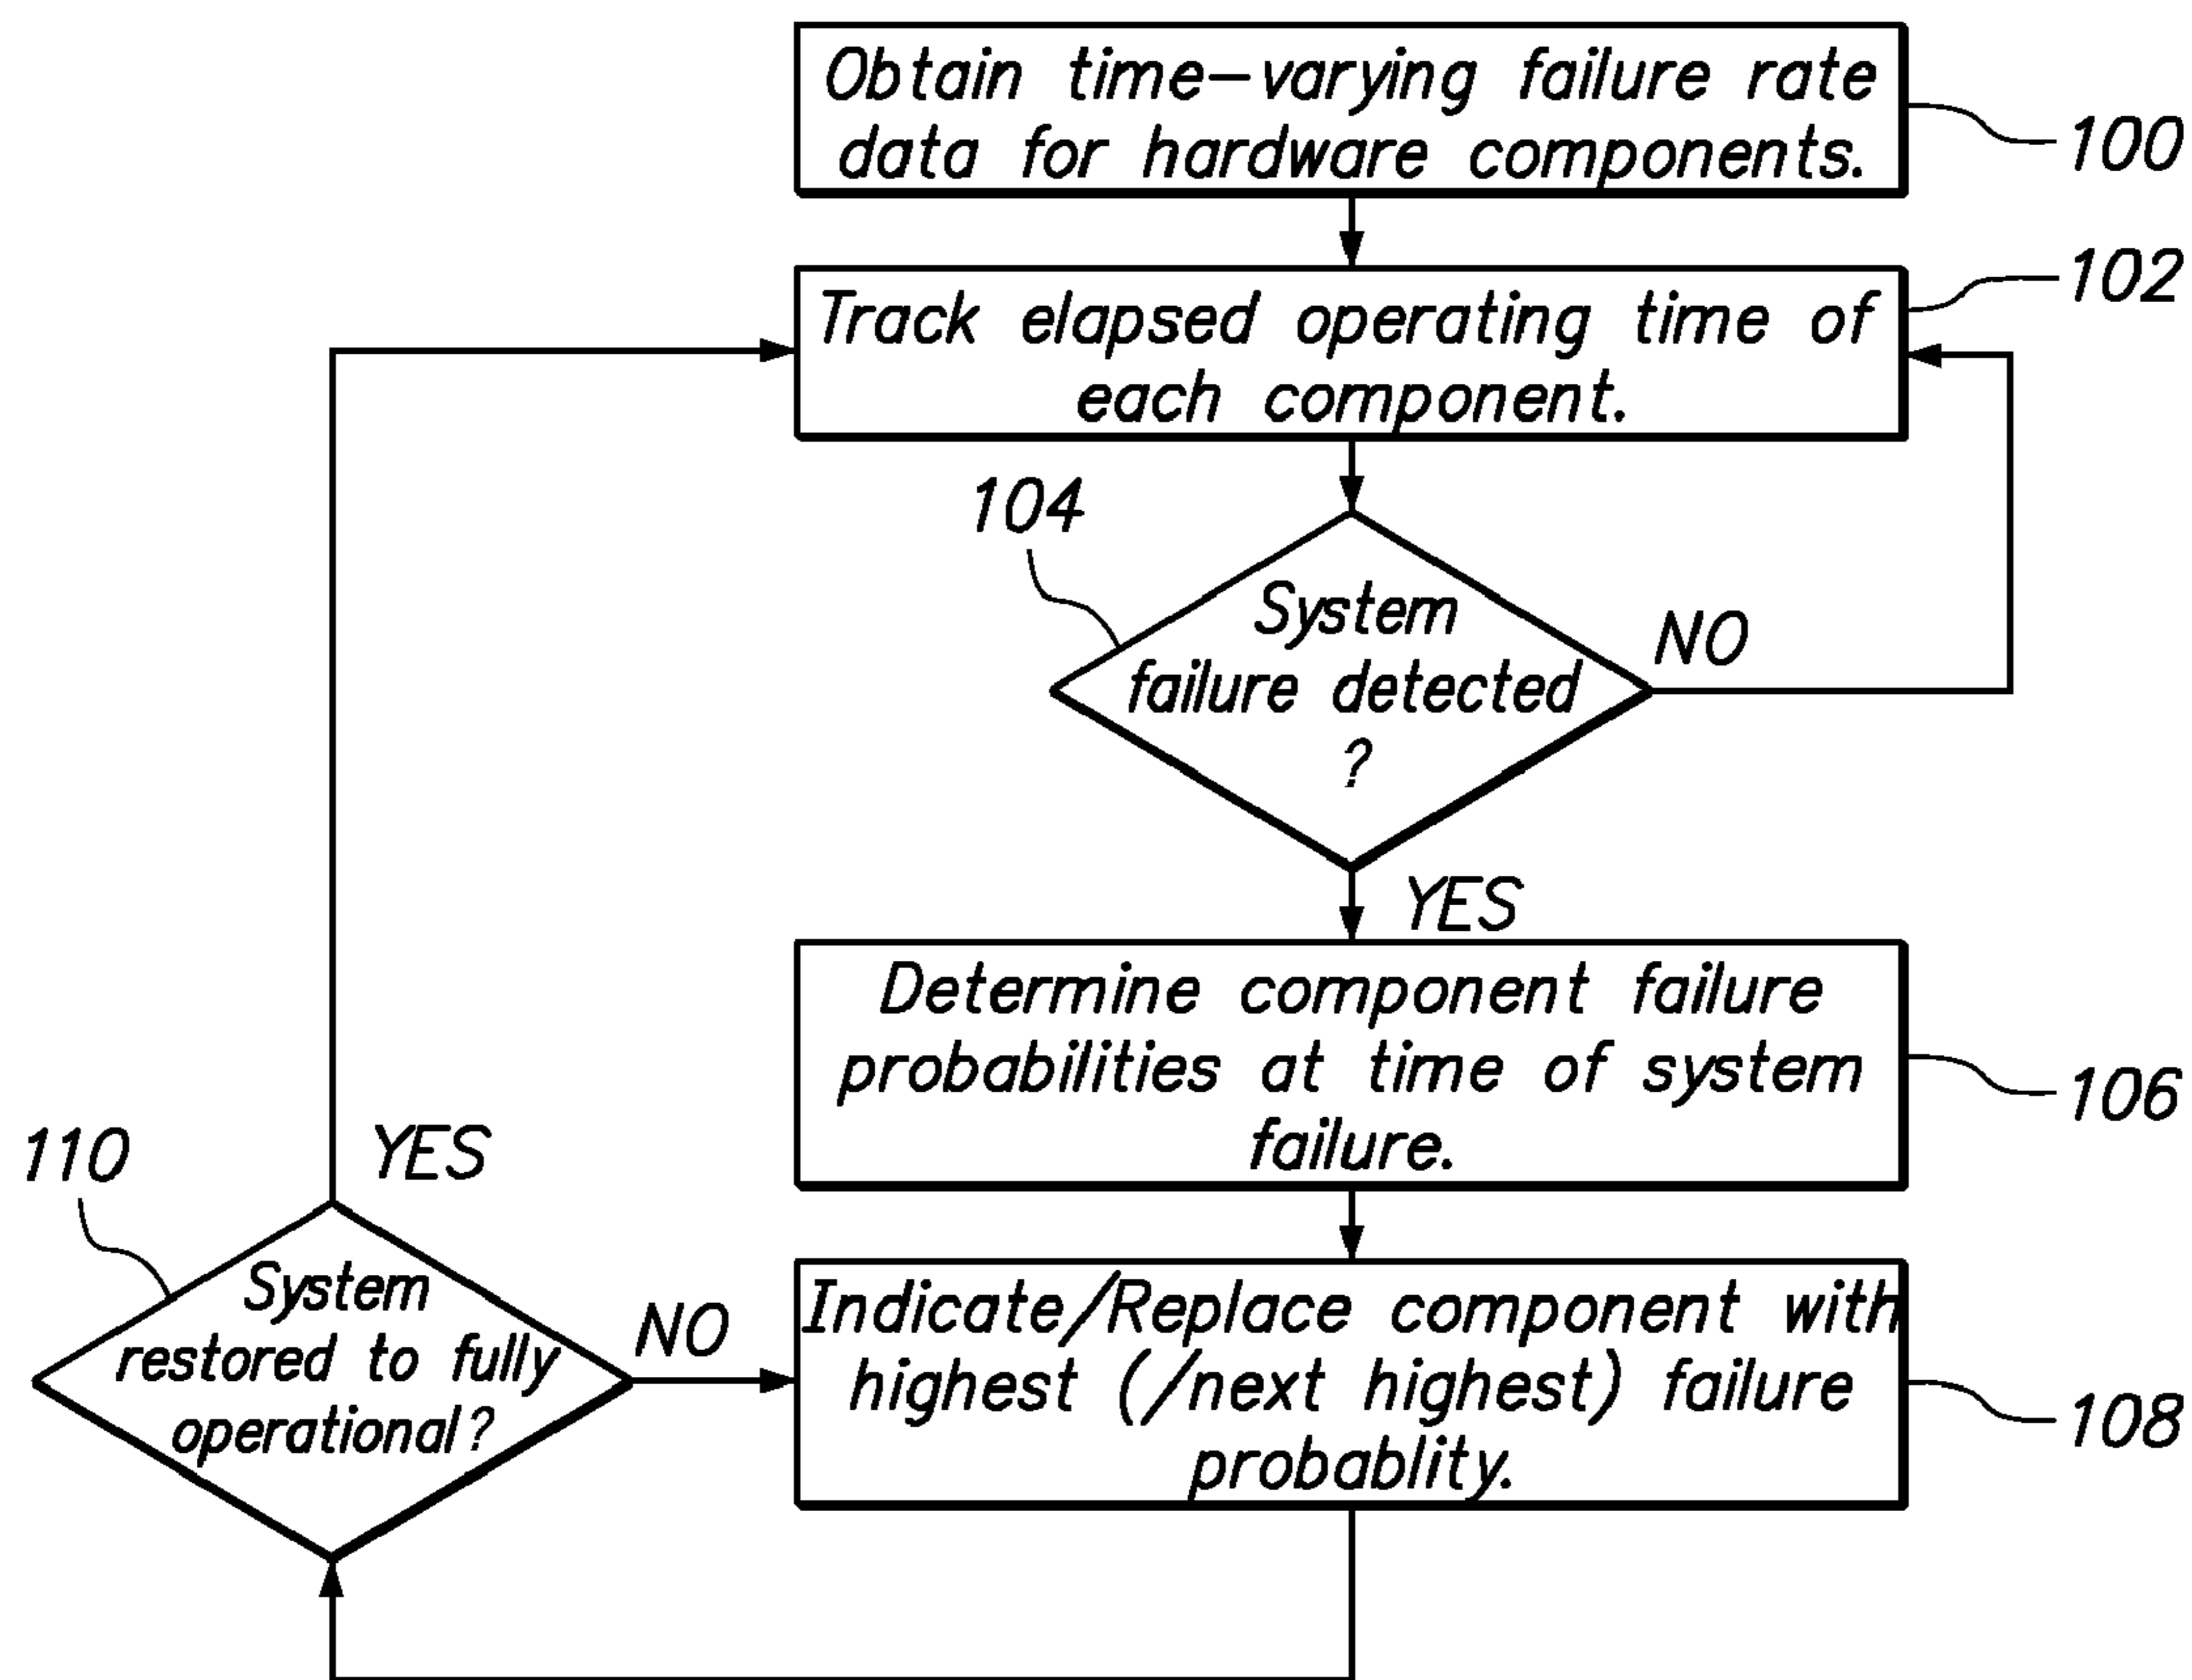 Obtain time-varying failure rate
data for hardware components.
100
102
Track elapsed operating time of
each component.
104
System
failure detected
?
NO
YES
Determine component failure
probabilities at time of system
failure.
106
110
YES
System
restored to fully
operational?
NO
Indicate/Replace component with
highest (/next highest) failure
probablity.
108